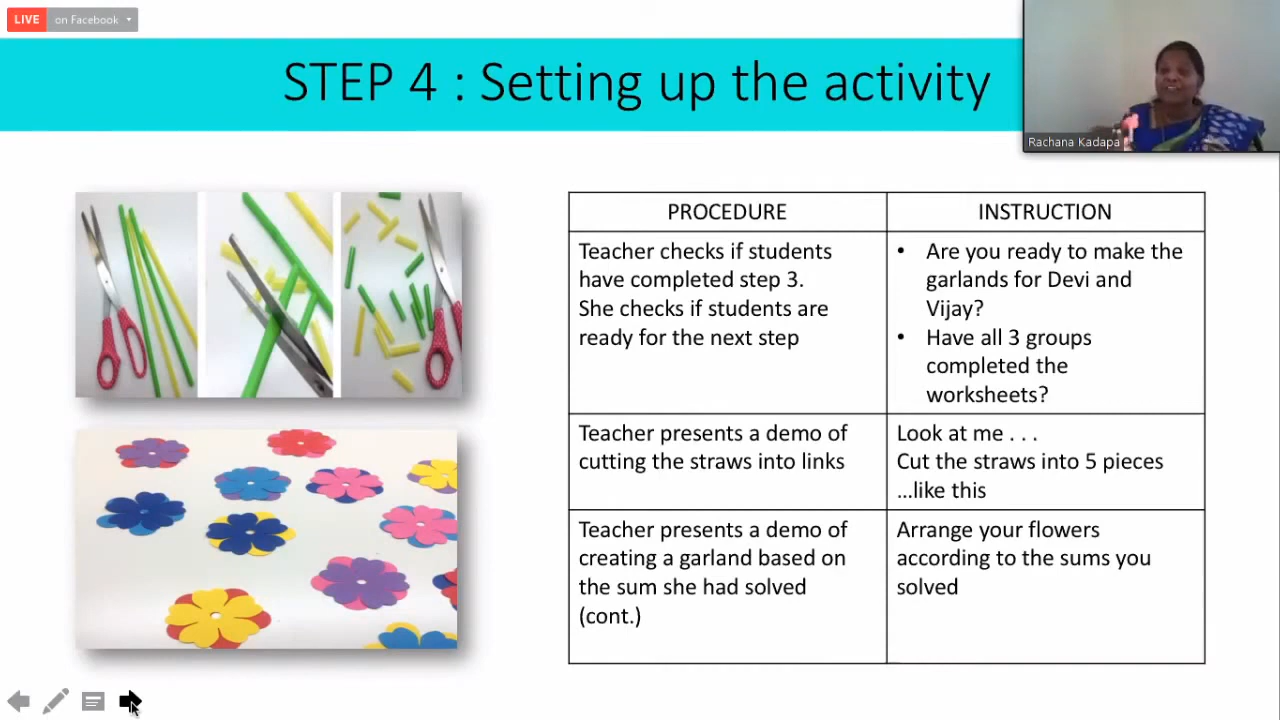 LIVE on Facebook
STEP 4 : Setting up the activity
Rachana Kadapa
PROCEDURE
INSTRUCTION
Teacher checks if students
have completed step 3.
She checks if students are
ready for the next step
• Are you ready to make the
garlands for Devi and
Vijay?
• Have all 3 groups
completed the
worksheets?
Teacher presents a demo of
cutting the straws into links
Look at me . . .
Cut the straws into 5 pieces
...like this
Teacher presents a demo of
creating a garland based on
the sum she had solved
(cont.)
Arrange your flowers
according to the sums you
solved